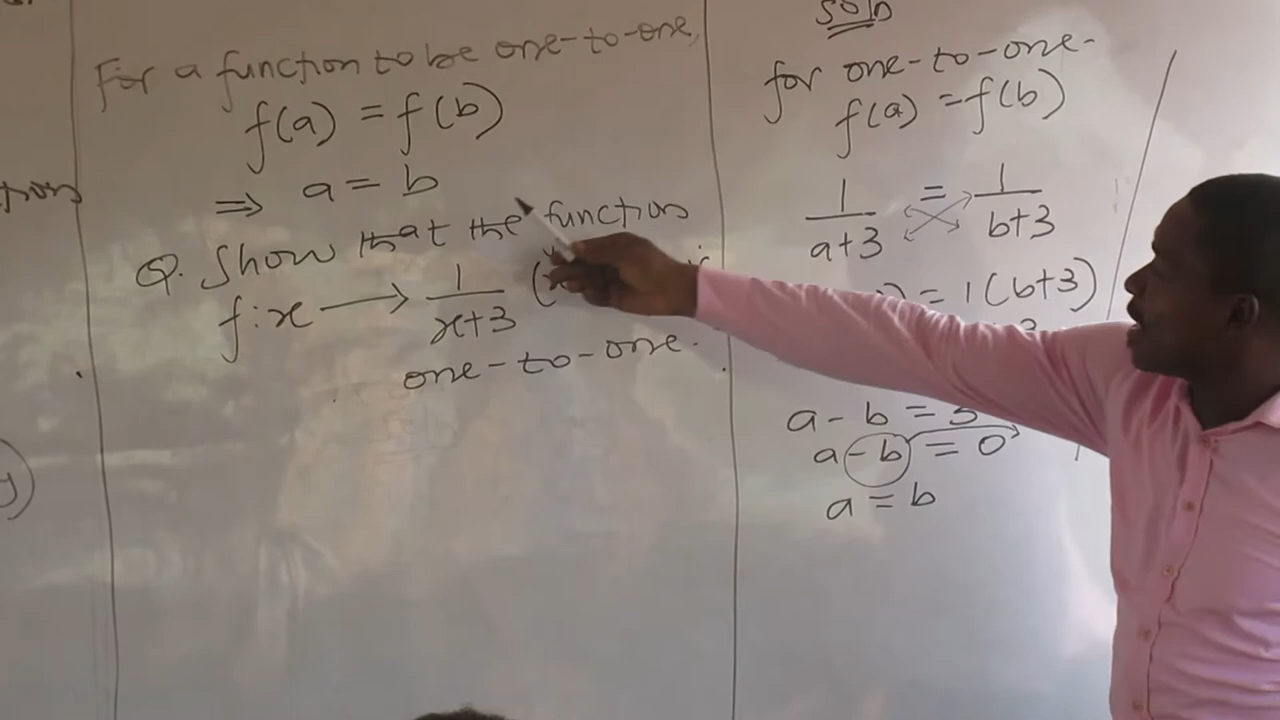 For a function to be one-to-one,
f(a) = f(b)
⇒ a = b
Q. Show that the function
f:x → 1/(x+3)
one-to-one.
Soln
for one-to-one.
f(a) = f(b)
1/(a+3) = 1/(b+3)
) = 1(b+3)
a - b = 3
a - b = 0
a = b